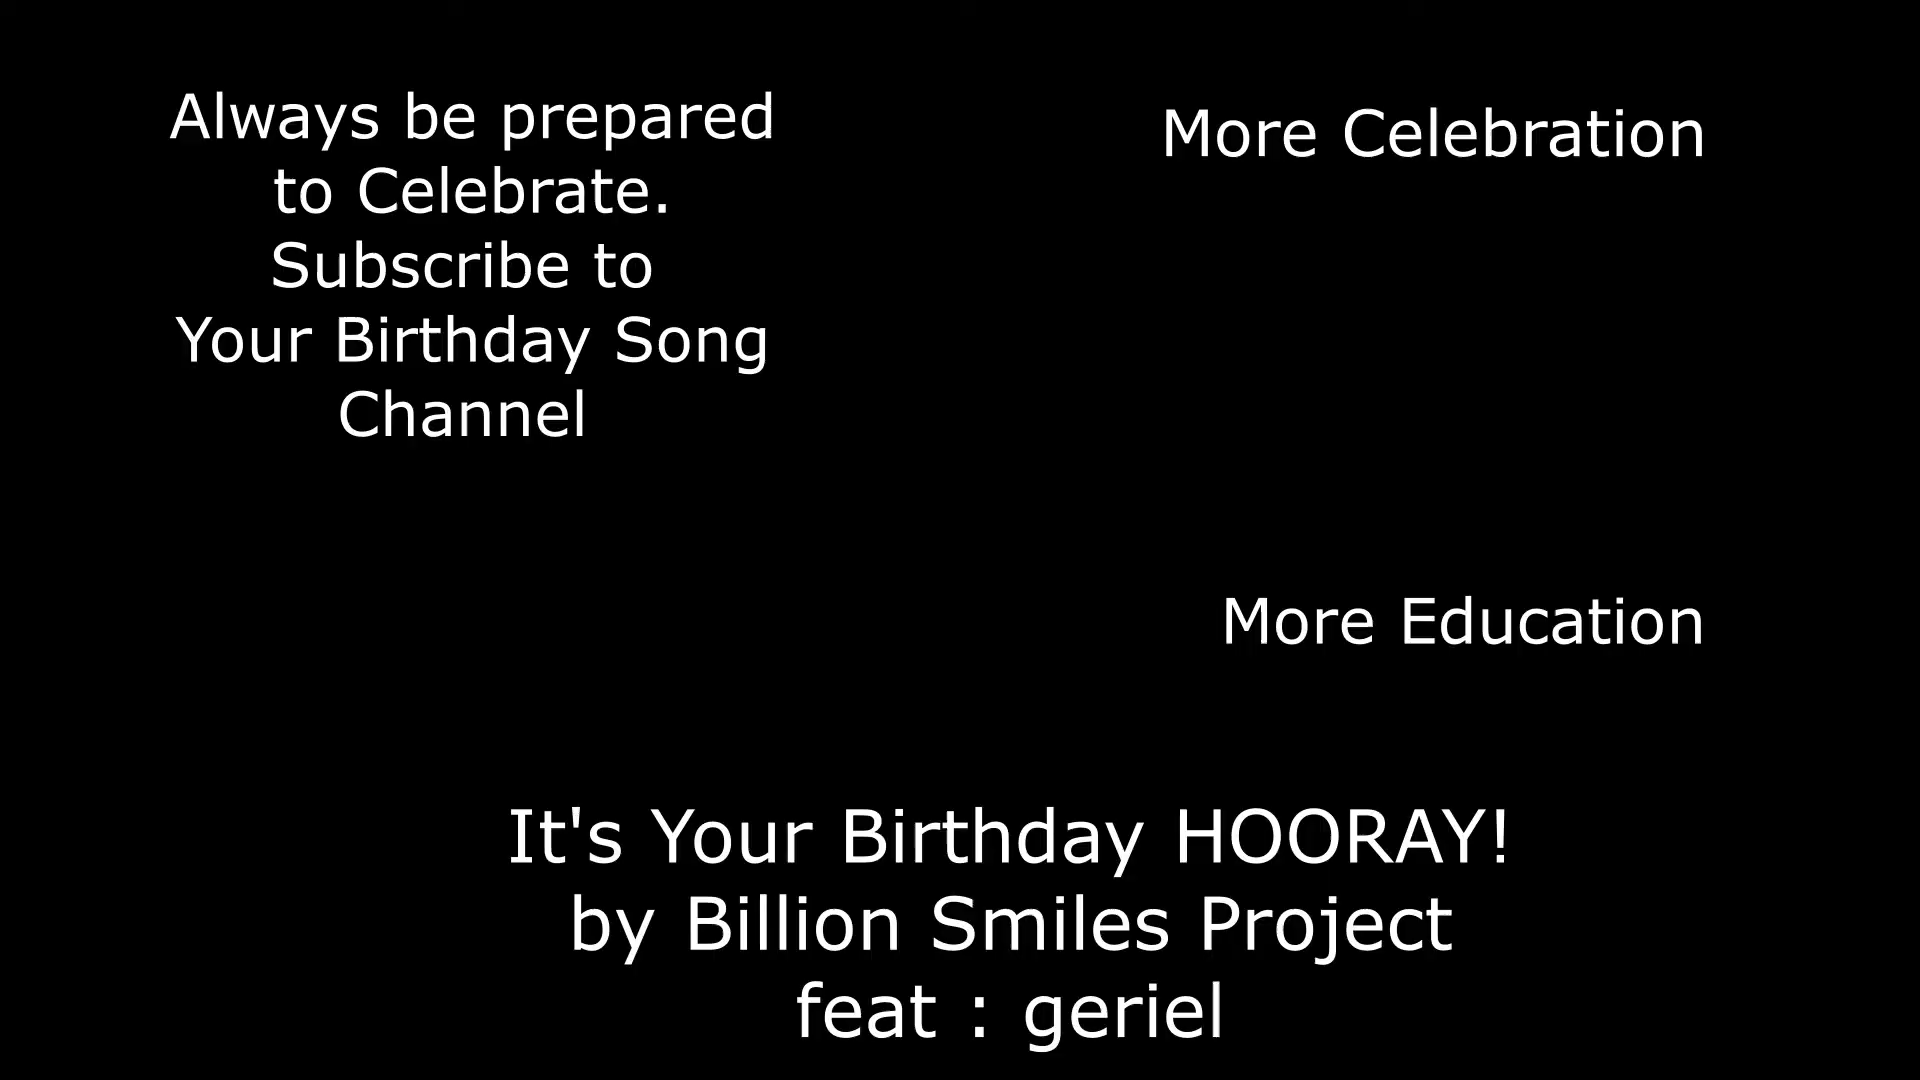 Always be prepared
to Celebrate.
Subscribe to
Your Birthday Song
Channel
More Celebration
More Education
It's Your Birthday HOORAY!
by Billion Smiles Project
feat : geriel